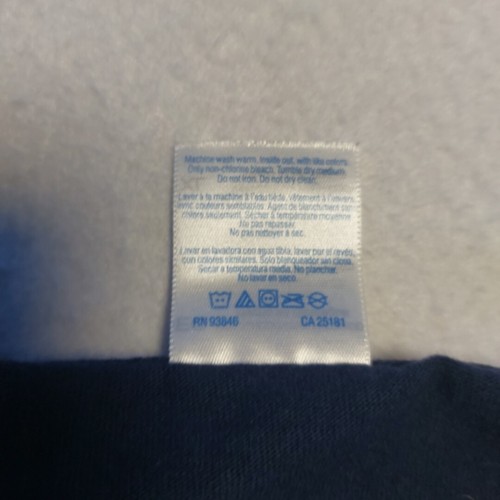 Machine wash warm, inside out, with like colors.
Only non-chlorine bleach. Tumble dry medium.
Do not iron. Do not dry clean.
Laver à la machine à l'eau tiède, vêtement à l'envers,
avec couleurs semblables. Agent de blanchiment sans
colors seulement. Sécher à température moyenne.
Ne pas repasser.
Ne pas nettoyer à sec.
Lavar en lavadora con agua tibia, lavar por el revés,
con colores similares. Solo blanqueador sin cloro.
Secar a temperatura media. No planchar.
No lavar en seco.
RN 93846 CA 25181